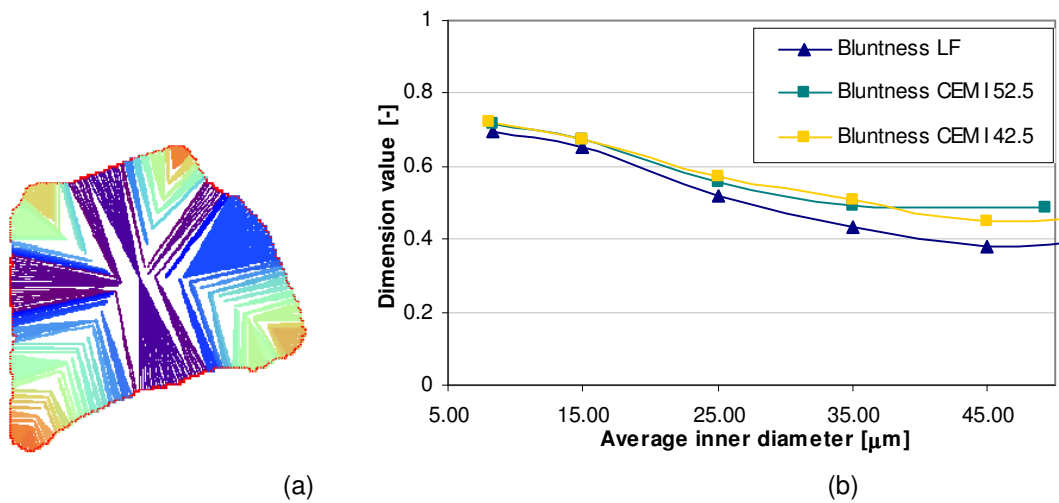 1
0.8
0.6
0.4
0.2
0
Dimension value [-]
Bluntness LF
Bluntness CEM I 52.5
Bluntness CEM I 42.5
5.00 15.00 25.00 35.00 45.00
Average inner diameter [μm]
(a) (b)